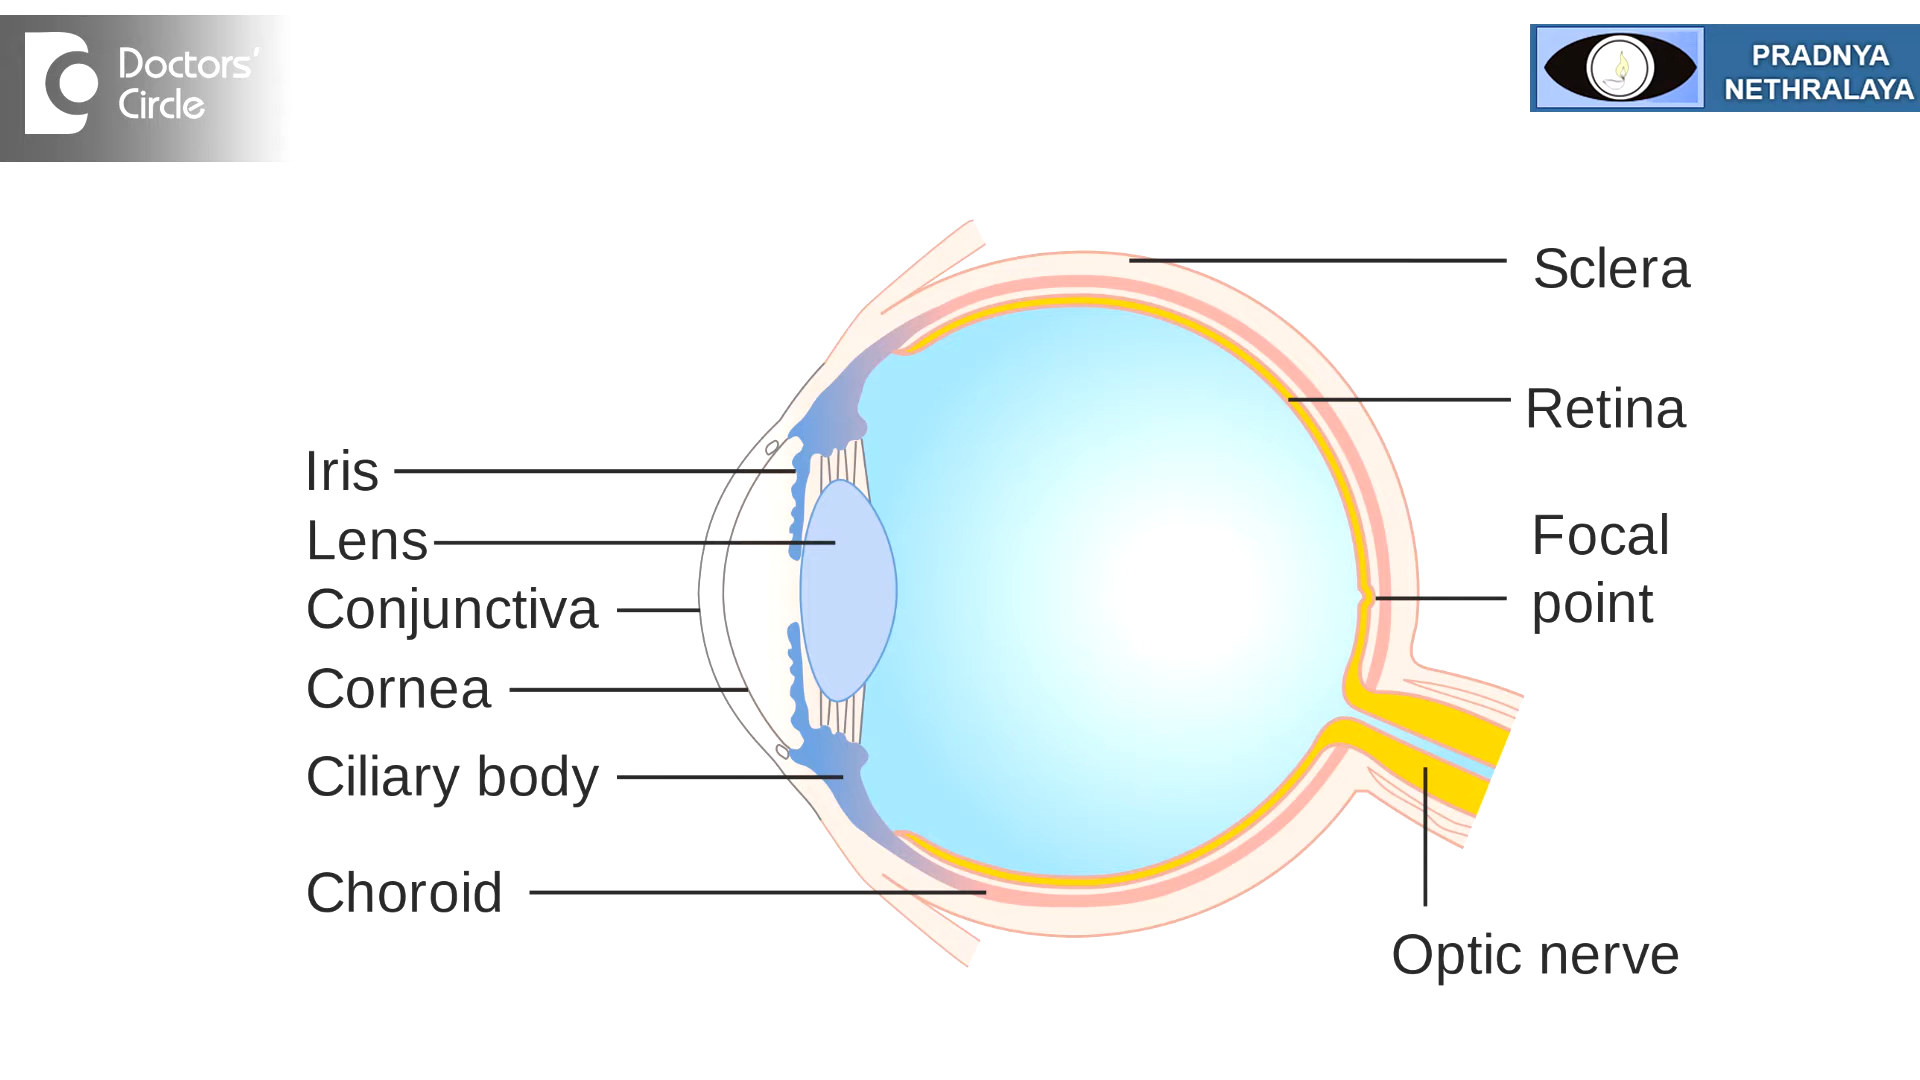 Doctors'
Circle
PRADNYA
NETHRALAYA
Sclera
Retina
Focal
point
Iris
Lens
Conjunctiva
Cornea
Ciliary body
Choroid
Optic nerve